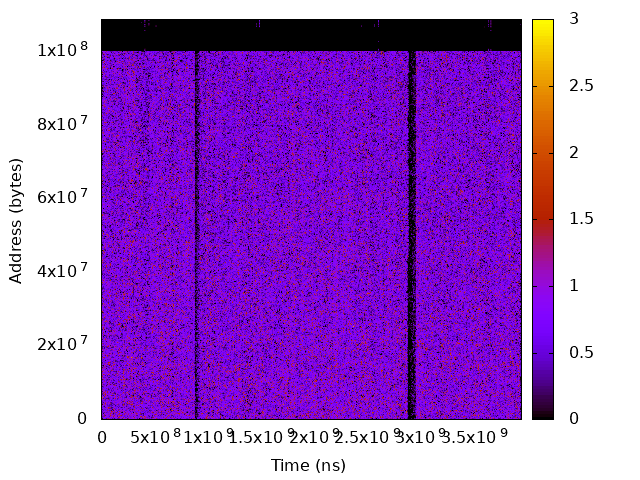 Address (bytes)
1x10^8
8x10^7
6x10^7
4x10^7
2x10^7
0
0 5x10^8 1x10^9 1.5x10^9 2x10^9 2.5x10^9 3x10^9 3.5x10^9
Time (ns)
3
2.5
2
1.5
1
0.5
0